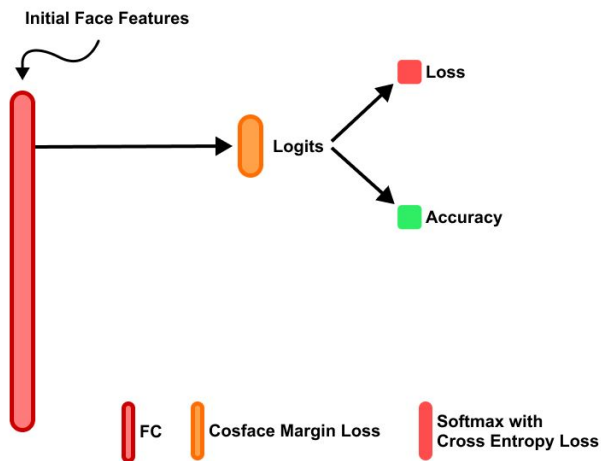 Initial Face Features
Loss
Logits
Accuracy
FC
Cosface Margin Loss
Softmax with
Cross Entropy Loss